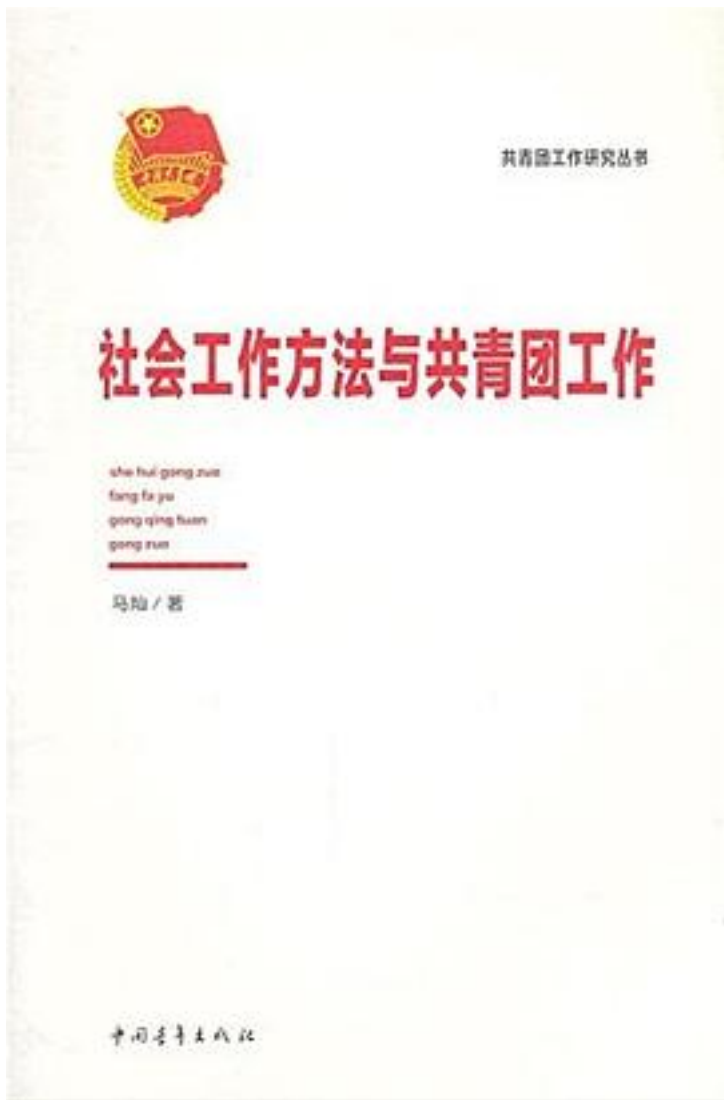 共青团工作研究丛书
社会工作方法与共青团工作
she hui gong zuo
fang fa yu
gong qing tuan
gong zuo
马灿 / 著
中国青年出版社